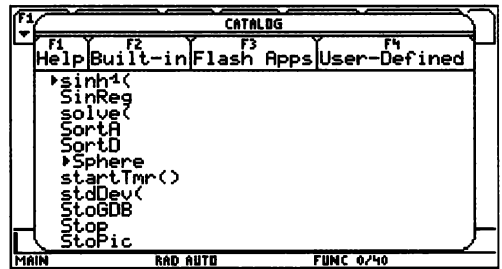 F1
CATALOG
F1 F2 F3 F4
Help Built-in Flash Apps User-Defined
▶sinh⁻¹(
SinReg
solve(
SortA
SortD
▶Sphere
startTmr()
stdDev(
StoGDB
Stop
StoPic
MAIN RAD AUTO FUNC 0/40